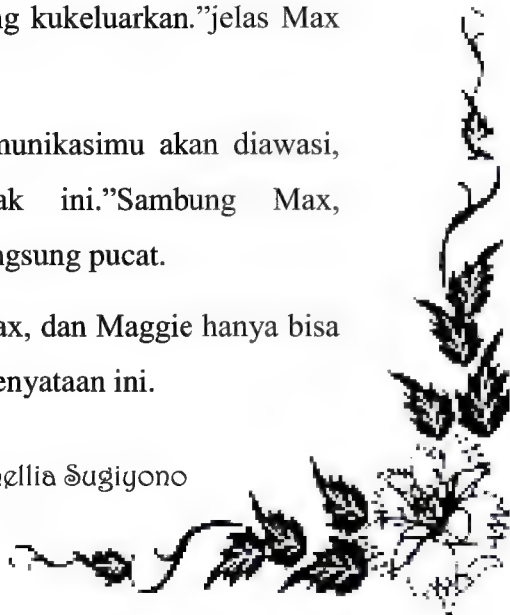 ng kukeluarkan.”jelas Max
munikasimu akan diawasi,
ak ini.”Sambung Max,
ngsung pucat.
ax, dan Maggie hanya bisa
enyataan ini.
ellia Sugiyono